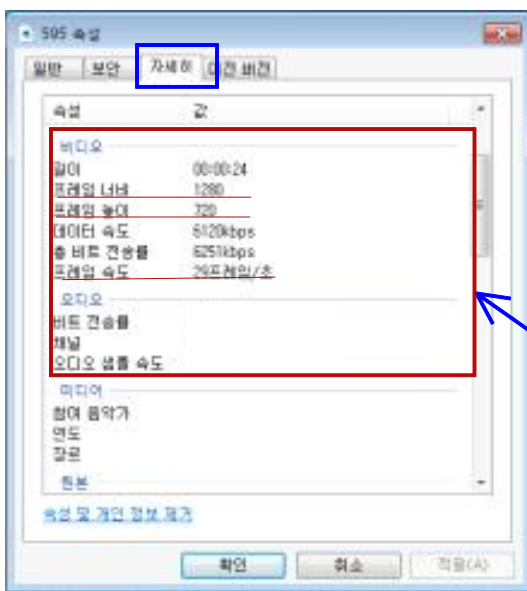 595 속성
일반 보안 자세히 이전 버전
속성 값
비디오
길이 00:00:24
프레임 너비 1280
프레임 높이 720
데이터 속도 6120kbps
총 비트 전송률 6251kbps
프레임 속도 29프레임/초
오디오
비트 전송률
채널
오디오 샘플 속도
미디어
참여 음악가
연도
장르
원본
속성 및 개인 정보 제거
확인 취소 적용(A)